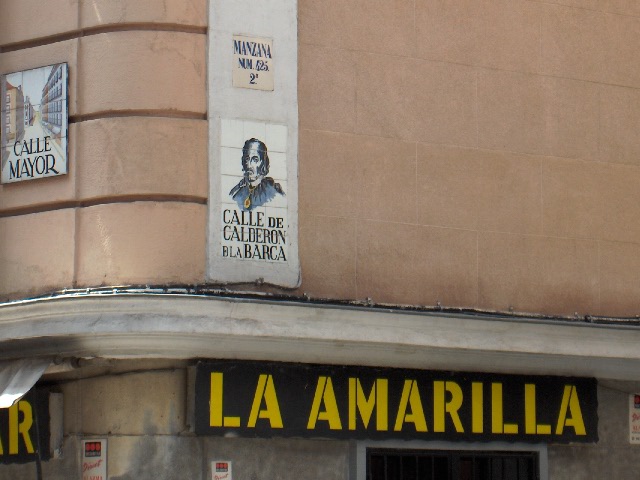 MANZANA
NUM. 425.
2ª
CALLE
MAYOR
CALLE DE
CALDERON
D LA BARCA
LA AMARILLA
AR